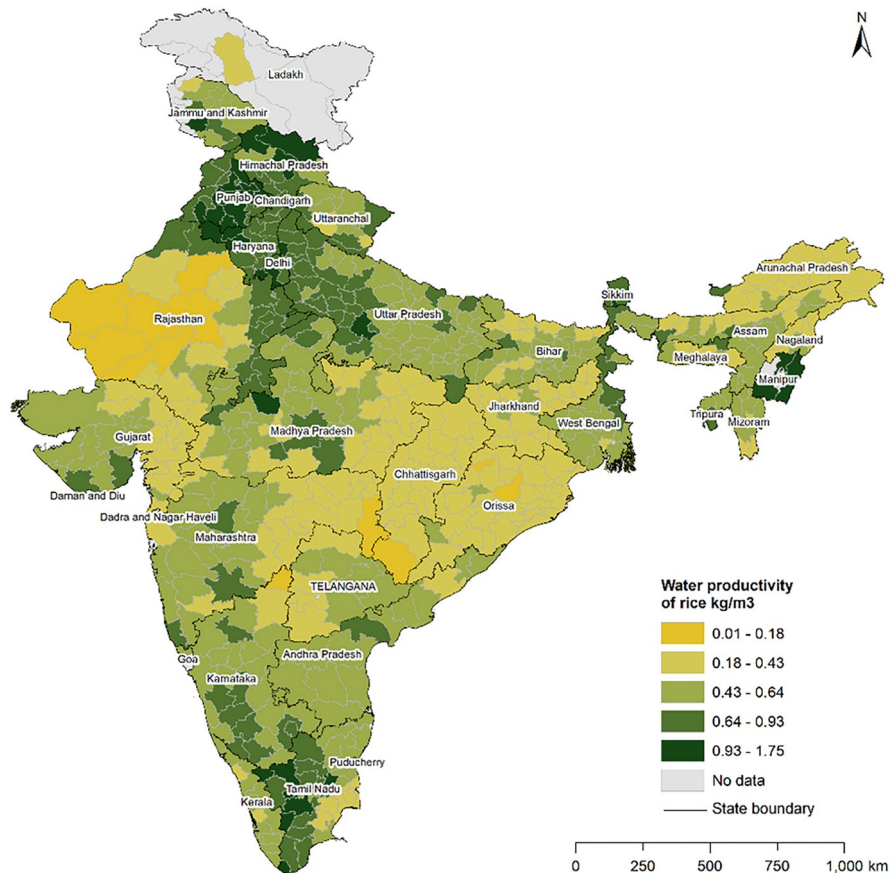 N
Ladakh
Jammu and Kashmir
Himachal Pradesh
Punjab
Chandigarh
Uttaranchal
Haryana
Delhi
Arunachal Pradesh
Rajasthan
Uttar Pradesh
Sikkim
Assam
Nagaland
Bihar
Meghalaya
Manipur
Jharkhand
Tripura
Mizoram
West Bengal
Gujarat
Madhya Pradesh
Chhattisgarh
Daman and Diu
Orissa
Dadra and Nagar Haveli
Maharashtra
TELANGANA
Goa
Andhra Pradesh
Karnataka
Puducherry
Tamil Nadu
Kerala
Water productivity
of rice kg/m3
0.01 - 0.18
0.18 - 0.43
0.43 - 0.64
0.64 - 0.93
0.93 - 1.75
No data
State boundary
0 250 500 750 1,000 km